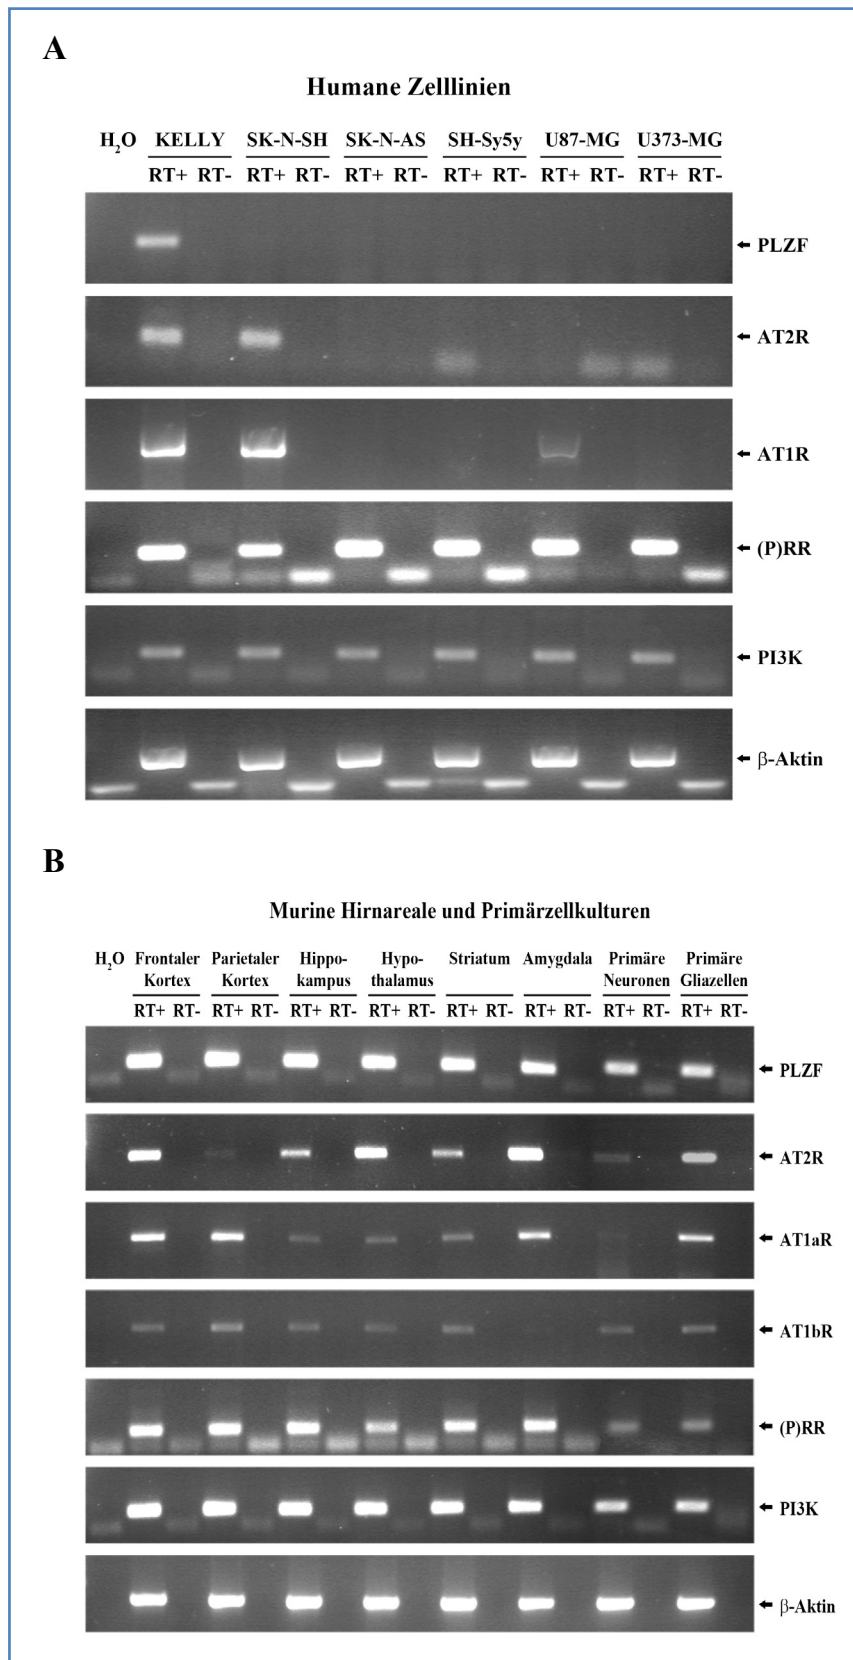 A
Humane Zelllinien
H₂O KELLY SK-N-SH SK-N-AS SH-Sy5y U87-MG U373-MG
RT+ RT- RT+ RT- RT+ RT- RT+ RT- RT+ RT- RT+ RT-
PLZF
AT2R
AT1R
(P)RR
PI3K
β-Aktin
B
Murine Hirnareale und Primärzellkulturen
H₂O Frontaler Parietaler Hippo- Hypo- Striatum Amygdala Primäre Primäre
Kortex Kortex kampus thalamus Neuronen Gliazellen
RT+ RT- RT+ RT- RT+ RT- RT+ RT- RT+ RT- RT+ RT- RT+ RT- RT+ RT-
PLZF
AT2R
AT1aR
AT1bR
(P)RR
PI3K
β-Aktin